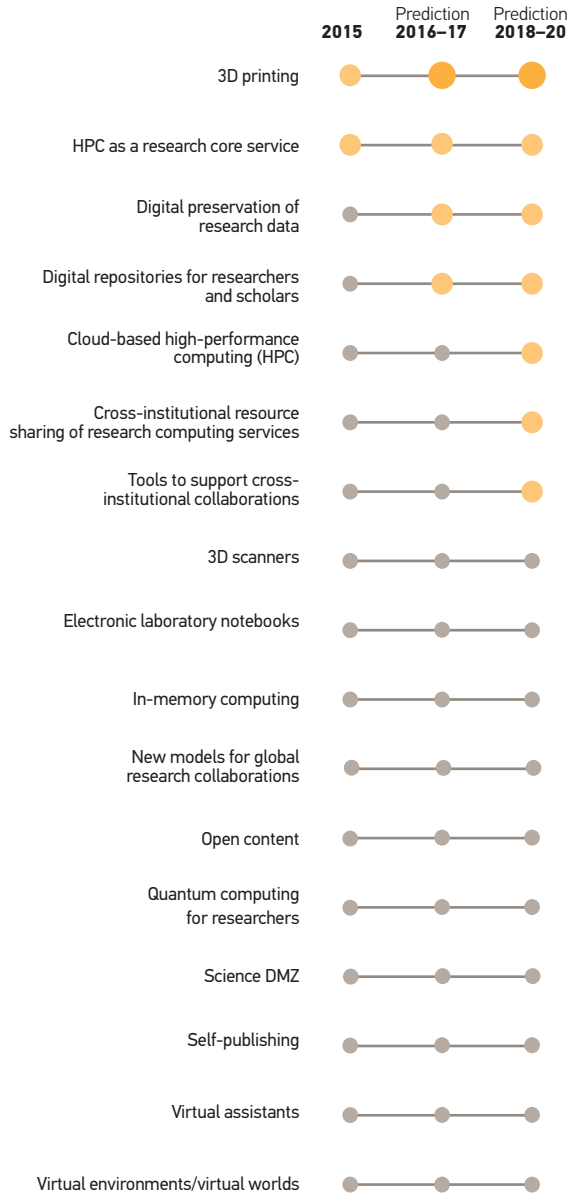 Prediction Prediction
2015 2016–17 2018–20
3D printing
HPC as a research core service
Digital preservation of
research data
Digital repositories for researchers
and scholars
Cloud-based high-performance
computing (HPC)
Cross-institutional resource
sharing of research computing services
Tools to support cross-
institutional collaborations
3D scanners
Electronic laboratory notebooks
In-memory computing
New models for global
research collaborations
Open content
Quantum computing
for researchers
Science DMZ
Self-publishing
Virtual assistants
Virtual environments/virtual worlds